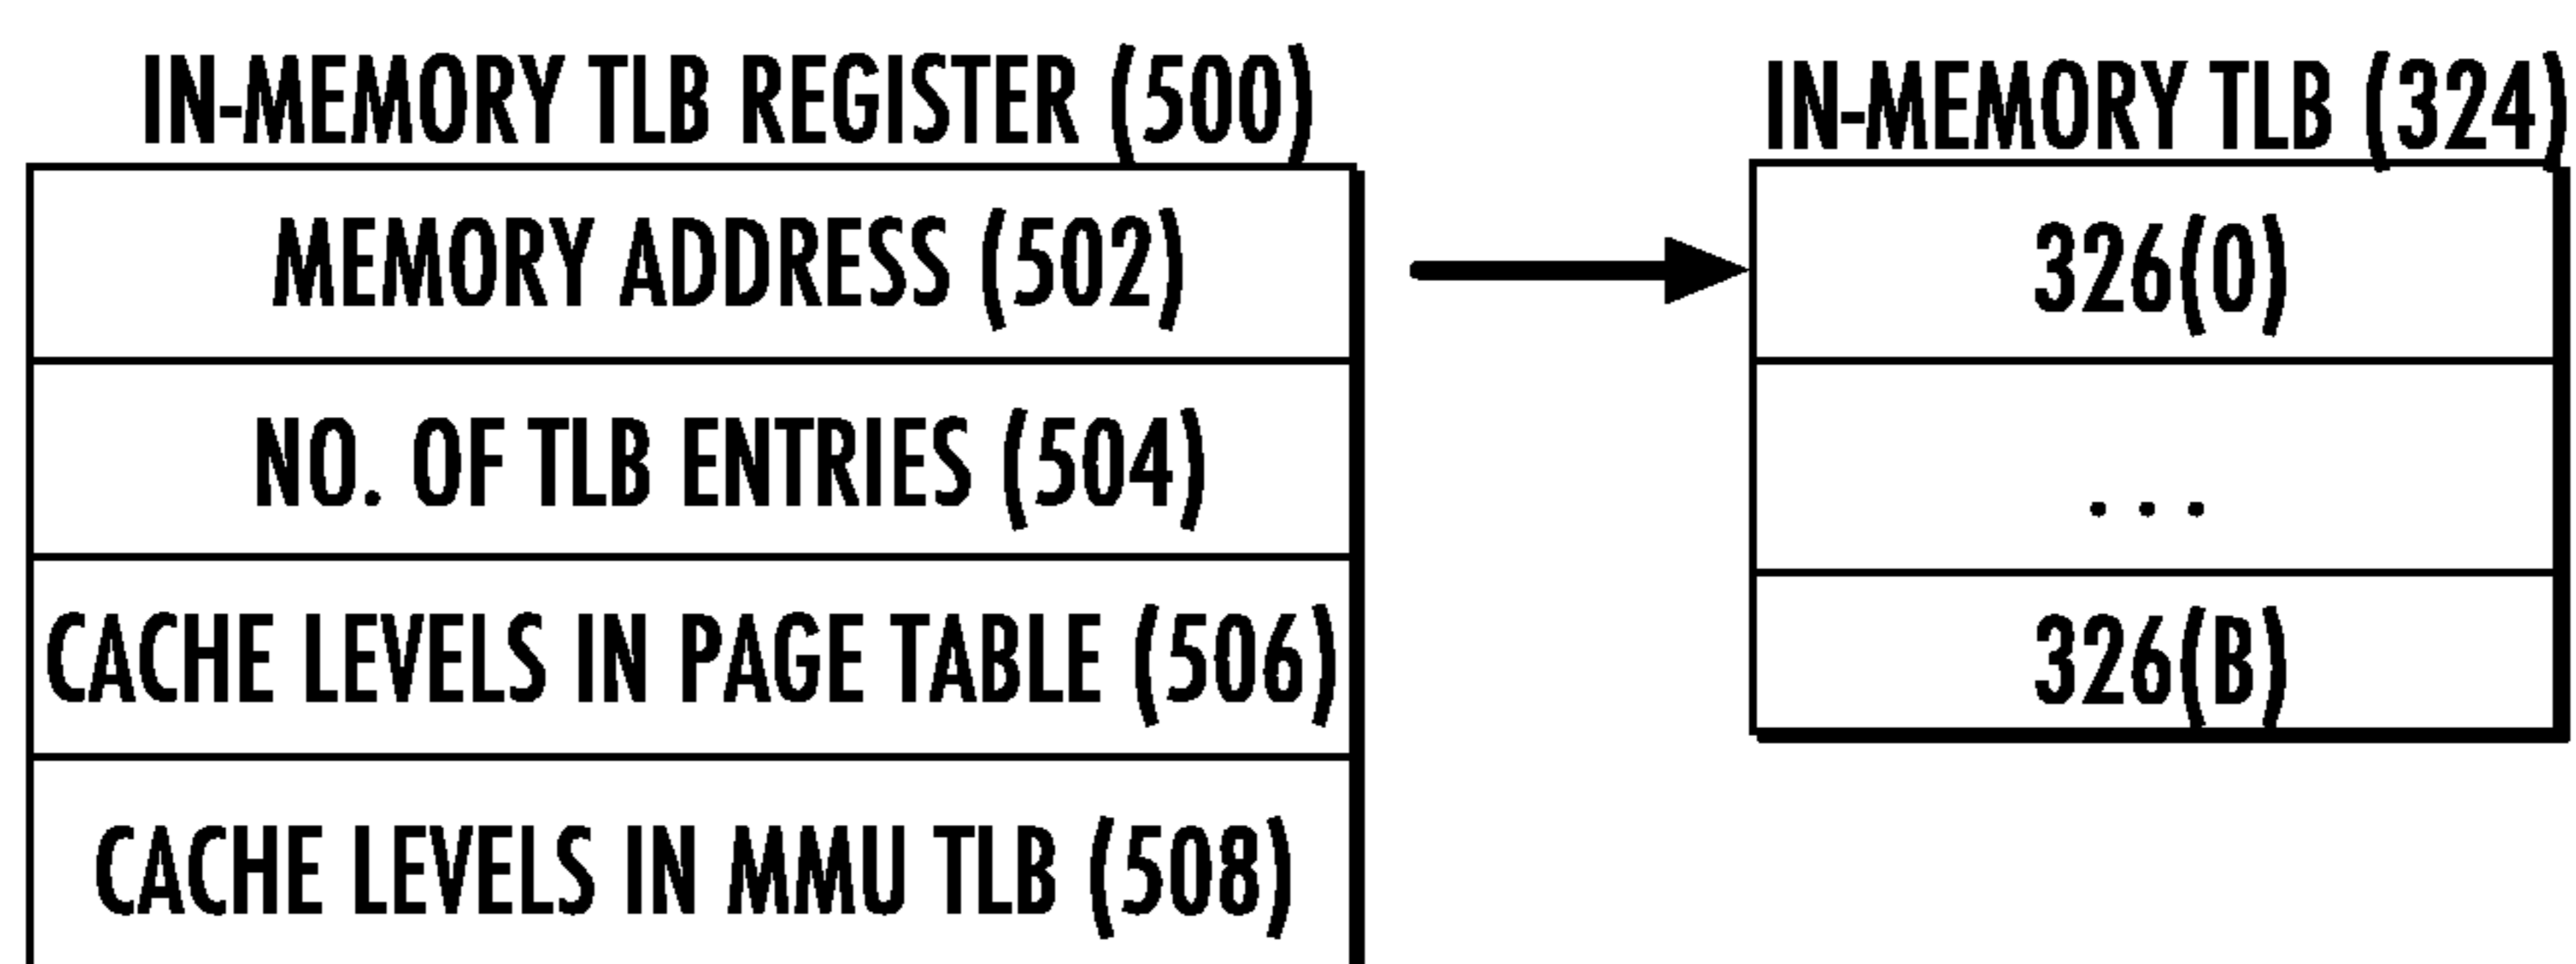 IN-MEMORY TLB REGISTER (500)
MEMORY ADDRESS (502)
NO. OF TLB ENTRIES (504)
CACHE LEVELS IN PAGE TABLE (506)
CACHE LEVELS IN MMU TLB (508)
IN-MEMORY TLB (324)
326(0)
. . .
326(B)